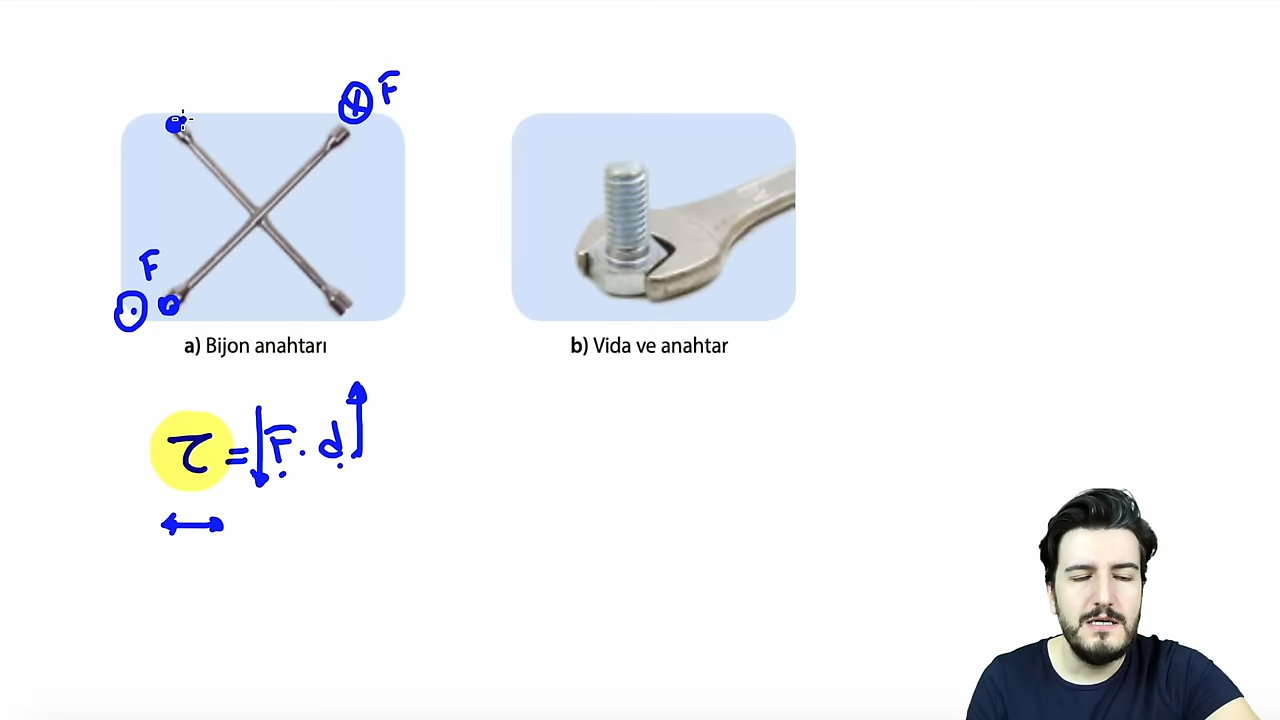 F
F
a) Bijon anahtarı
b) Vida ve anahtar
τ = F . d